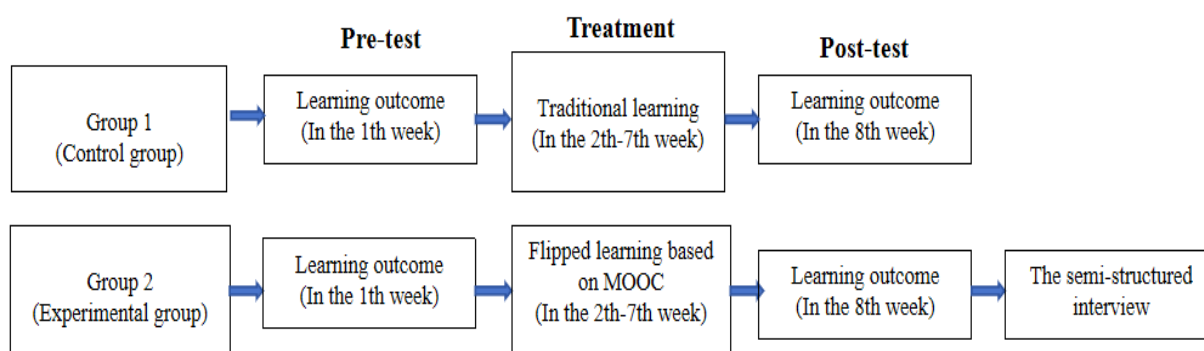 Pre-test
Treatment
Post-test
Group 1
(Control group)
Learning outcome
(In the 1th week)
Traditional learning
(In the 2th-7th week)
Learning outcome
(In the 8th week)
Group 2
(Experimental group)
Learning outcome
(In the 1th week)
Flipped learning based
on MOOC
(In the 2th-7th week)
Learning outcome
(In the 8th week)
The semi-structured
interview